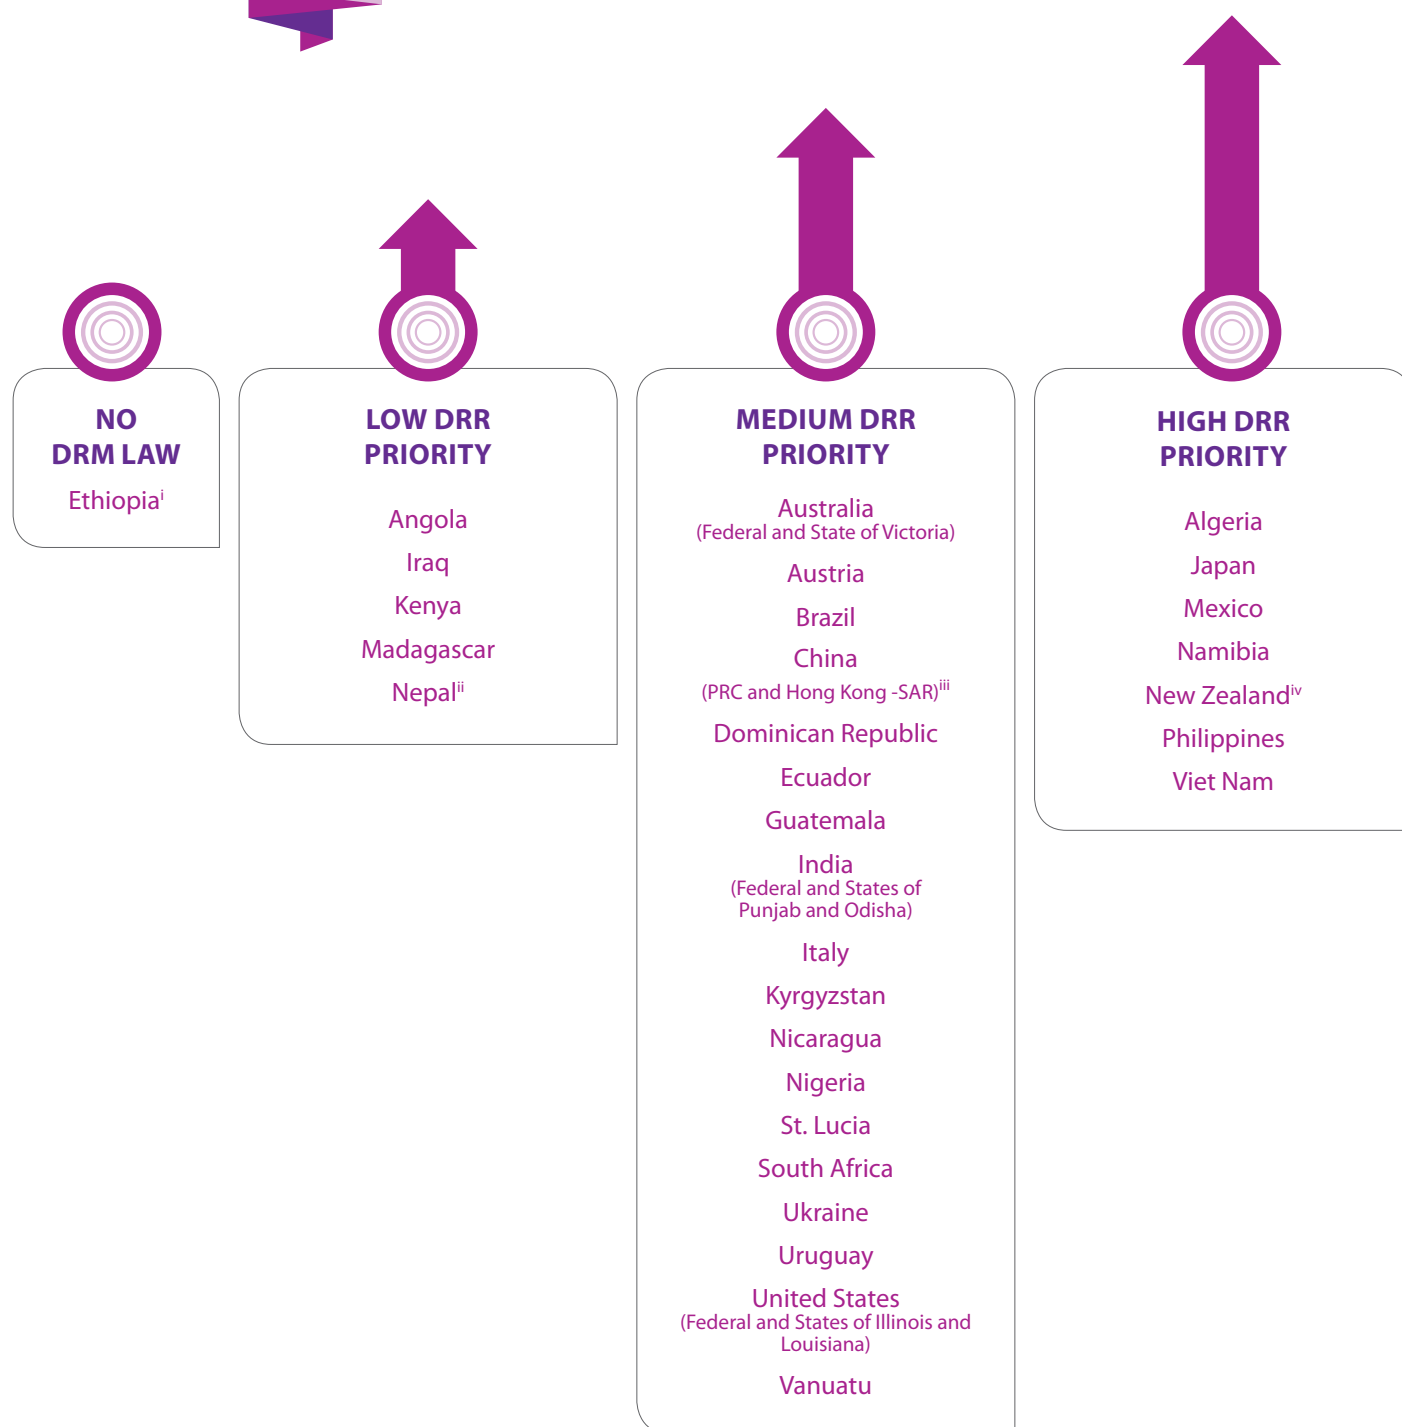 NO
DRM LAW
Ethiopiaⁱ
LOW DRR
PRIORITY
Angola
Iraq
Kenya
Madagascar
Nepalⁱⁱ
MEDIUM DRR
PRIORITY
Australia
(Federal and State of Victoria)
Austria
Brazil
China
(PRC and Hong Kong -SAR)ⁱⁱⁱ
Dominican Republic
Ecuador
Guatemala
India
(Federal and States of
Punjab and Odisha)
Italy
Kyrgyzstan
Nicaragua
Nigeria
St. Lucia
South Africa
Ukraine
Uruguay
United States
(Federal and States of Illinois and
Louisiana)
Vanuatu
HIGH DRR
PRIORITY
Algeria
Japan
Mexico
Namibia
New Zealandⁱᵛ
Philippines
Viet Nam